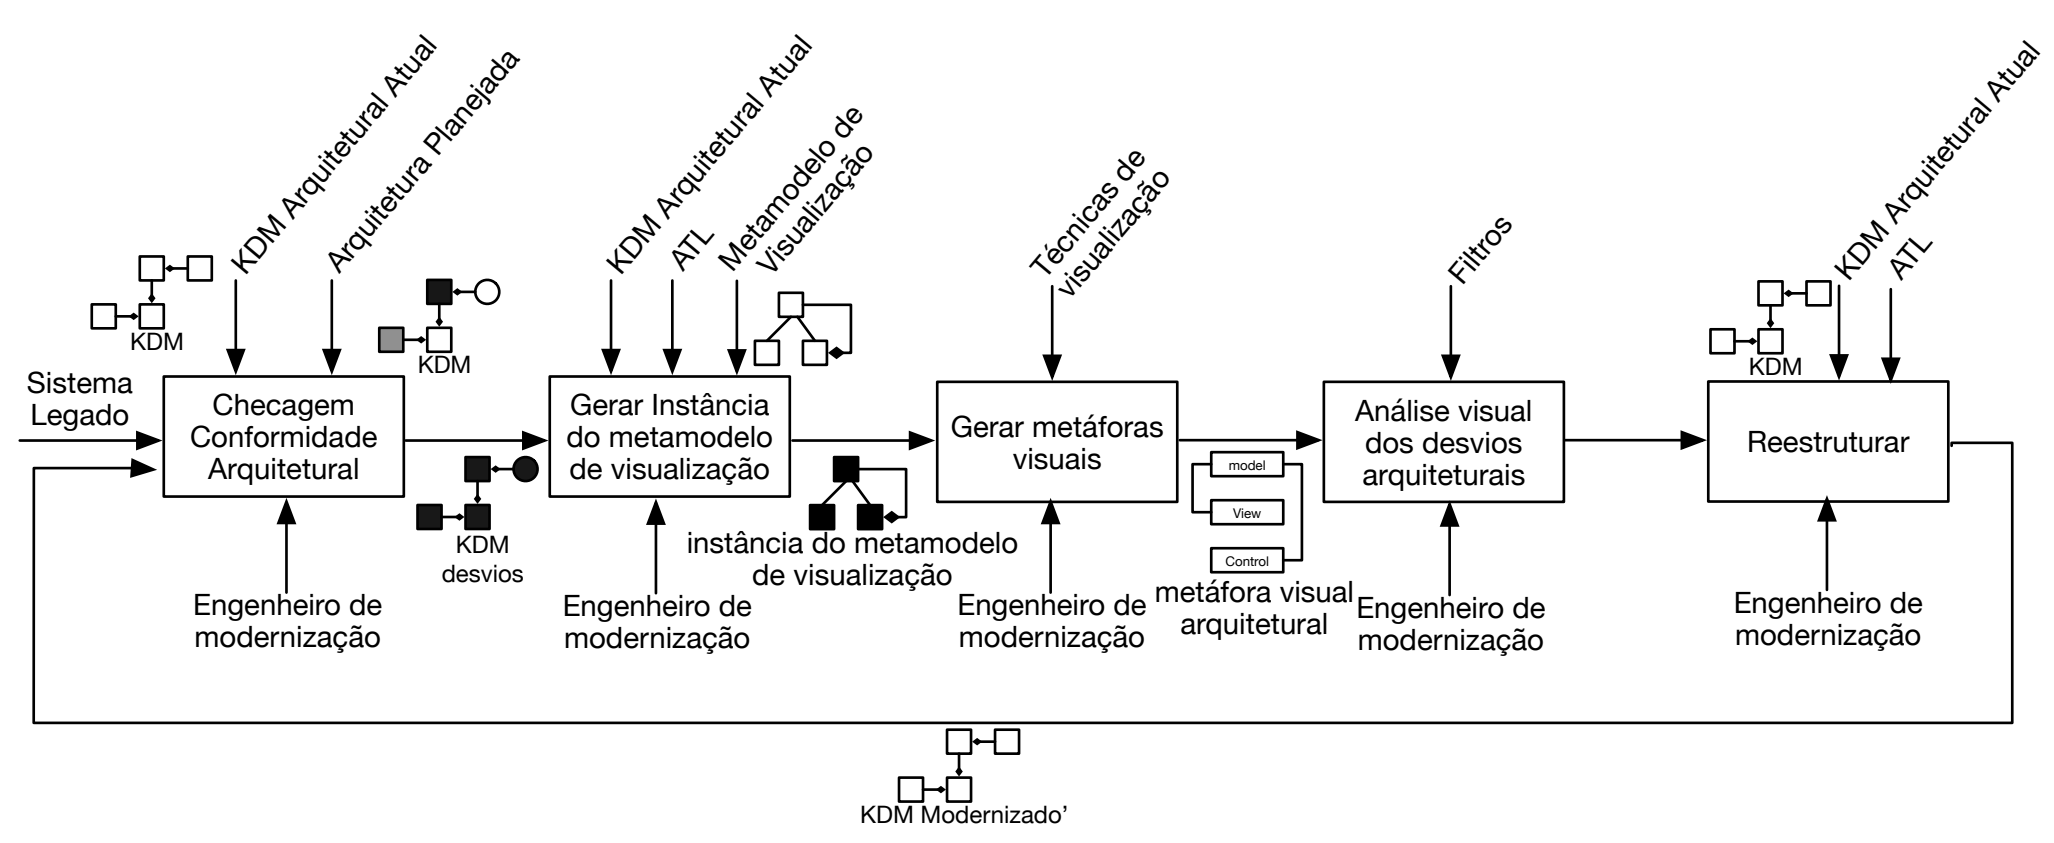 KDM Arquitetural Atual
Arquitetura Planejada
KDM
KDM
Sistema
Legado
Checagem
Conformidade
Arquitetural
Engenheiro de
modernização
KDM
desvios
KDM Arquitetural Atual
ATL
Metamodelo de
Visualização
Gerar Instância
do metamodelo
de visualização
Engenheiro de
modernização
instância do metamodelo
de visualização
Técnicas de
visualização
Gerar metáforas
visuais
Engenheiro de
modernização
model
View
Control
metáfora visual
arquitetural
Filtros
Análise visual
dos desvios
arquiteturais
Engenheiro de
modernização
KDM Arquitetural Atual
ATL
KDM
Reestruturar
Engenheiro de
modernização
KDM Modernizado’